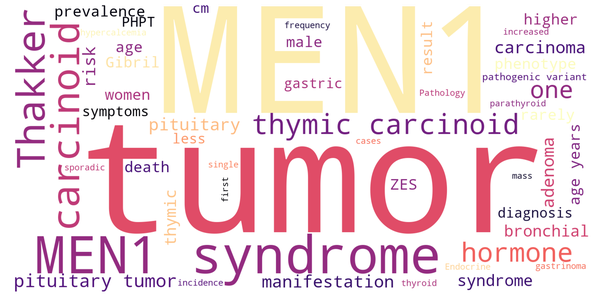 prevalence
PHPT
cm
frequency
higher
hypercalcemia
MEN1
increased
age
male
result
carcinoma
Gibril
phenotype
risk
gastric
pathogenic variant
Thakker
carcinoid
women
Pathology
one
symptoms
parathyroid
rarely
pituitary
thymic carcinoid
less
tumor
cases
sporadic
death
single
ZES
adenoma
age years
first
mass
thymic
diagnosis
bronchial
MEN1
syndrome
hormone
pituitary tumor
incidence
manifestation
thyroid
Endocrine
gastrinoma
syndrome